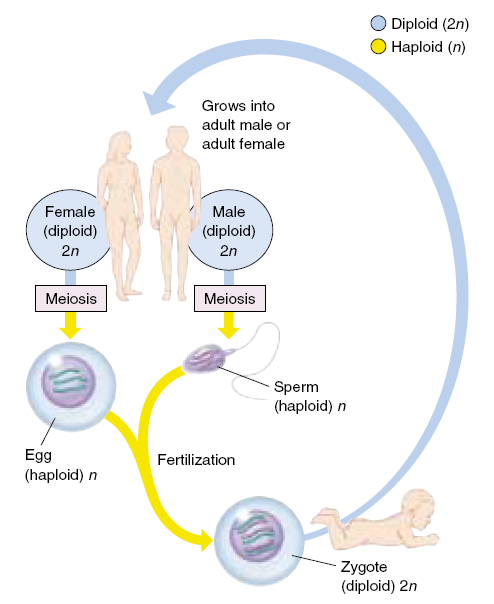 Diploid (2n)
Haploid (n)
Grows into
adult male or
adult female
Female
(diploid)
2n
Male
(diploid)
2n
Meiosis
Meiosis
Sperm
(haploid) n
Egg
(haploid) n
Fertilization
Zygote
(diploid) 2n